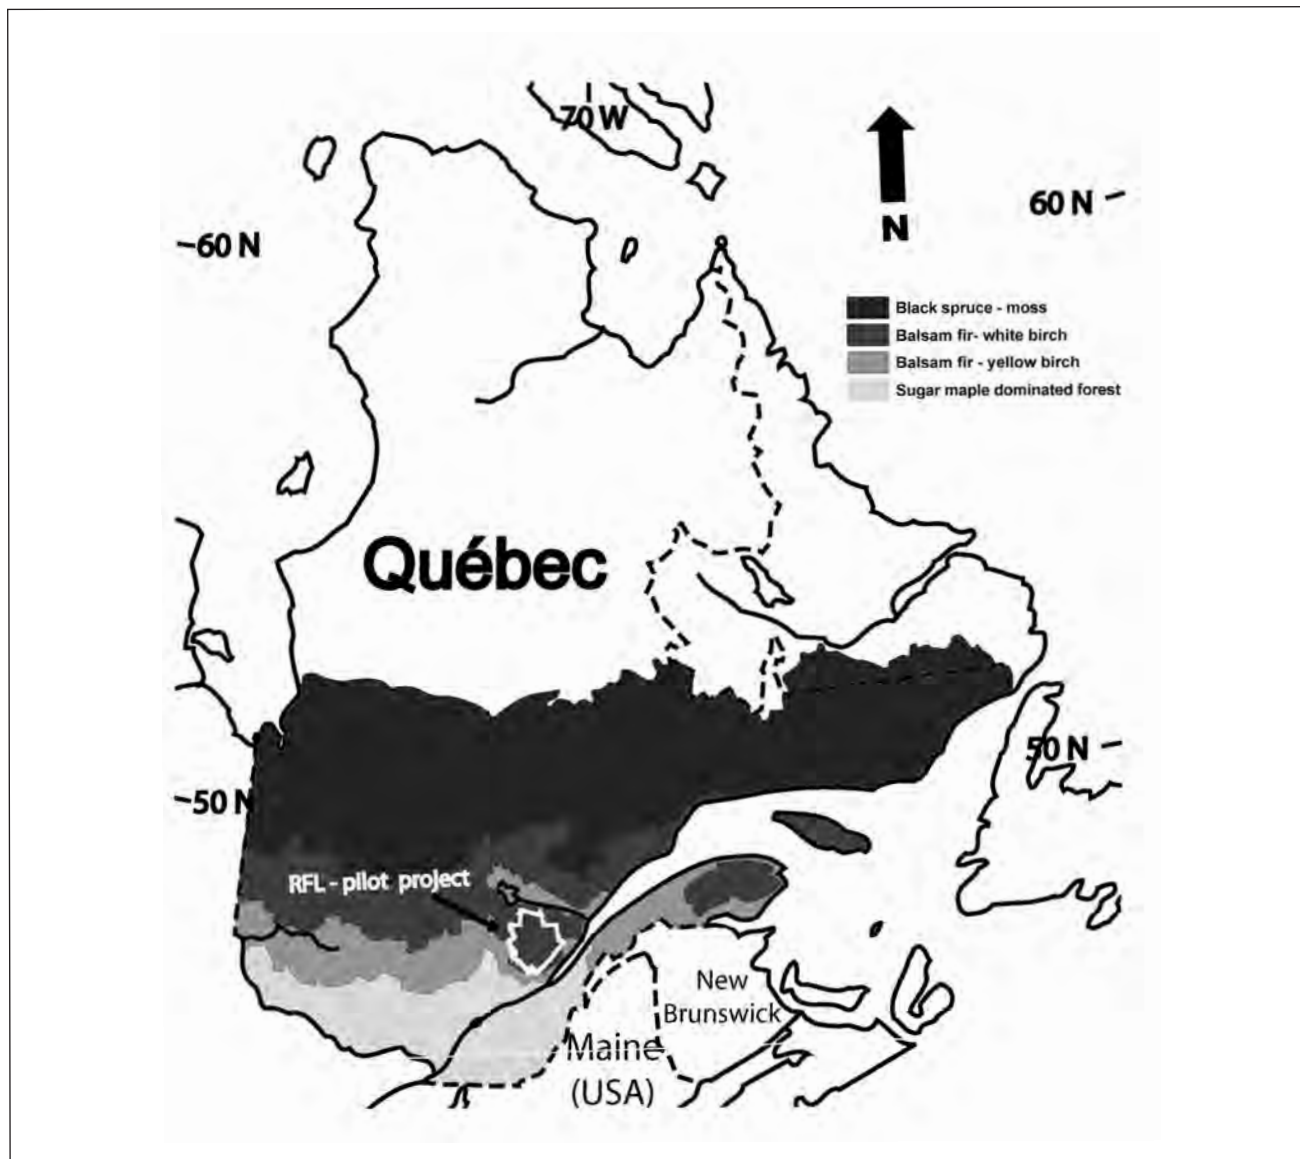 70 W
60 N
N
–60 N
Black spruce - moss
Balsam fir- white birch
Balsam fir - yellow birch
Sugar maple dominated forest
Québec
50 N
–50 N
RFL - pilot project
New
Brunswick
Maine
(USA)